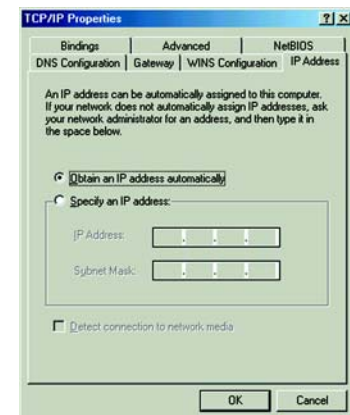 TCP/IP Properties
Bindings Advanced NetBIOS
DNS Configuration Gateway WINS Configuration IP Address
An IP address can be automatically assigned to this computer.
If your network does not automatically assign IP addresses, ask
your network administrator for an address, and then type it in
the space below.
Obtain an IP address automatically
Specify an IP address:
IP Address:
Subnet Mask:
Detect connection to network media
OK Cancel